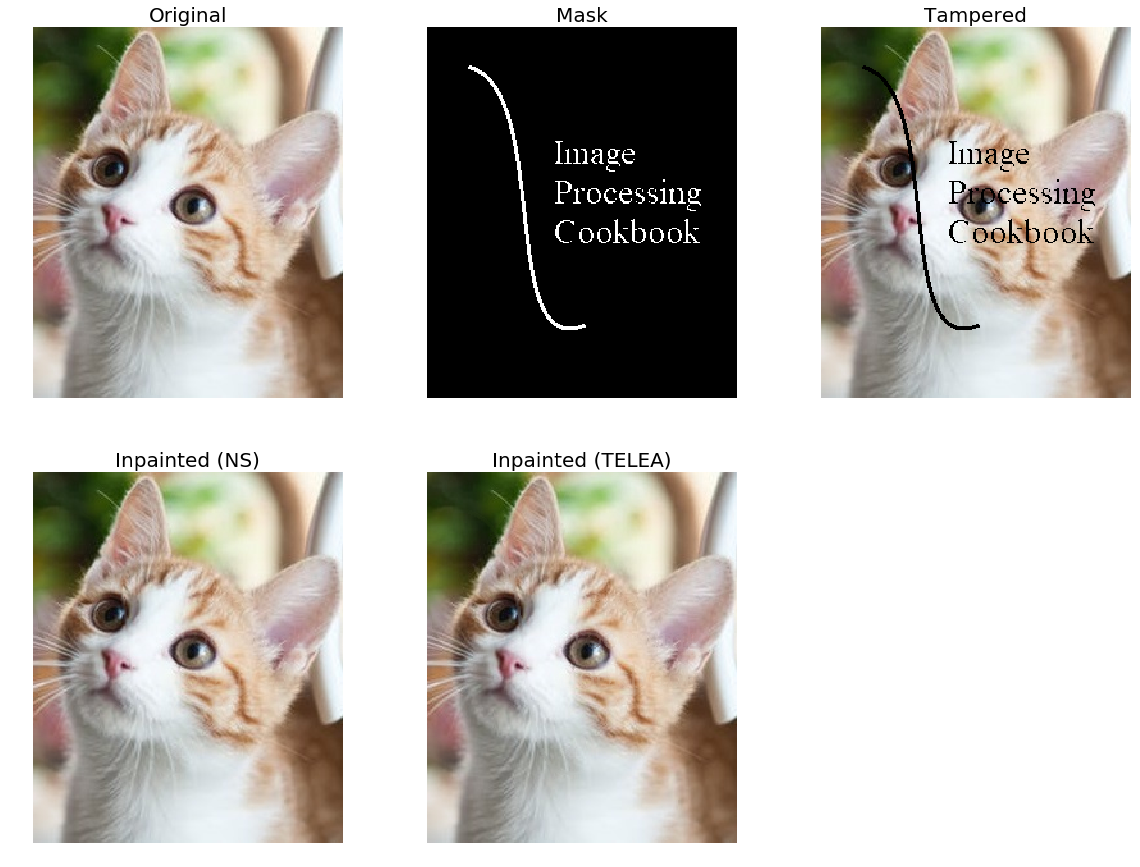 Original
Mask
Tampered
Image
Processing
Cookbook
Image
Processing
Cookbook
Inpainted (NS)
Inpainted (TELEA)